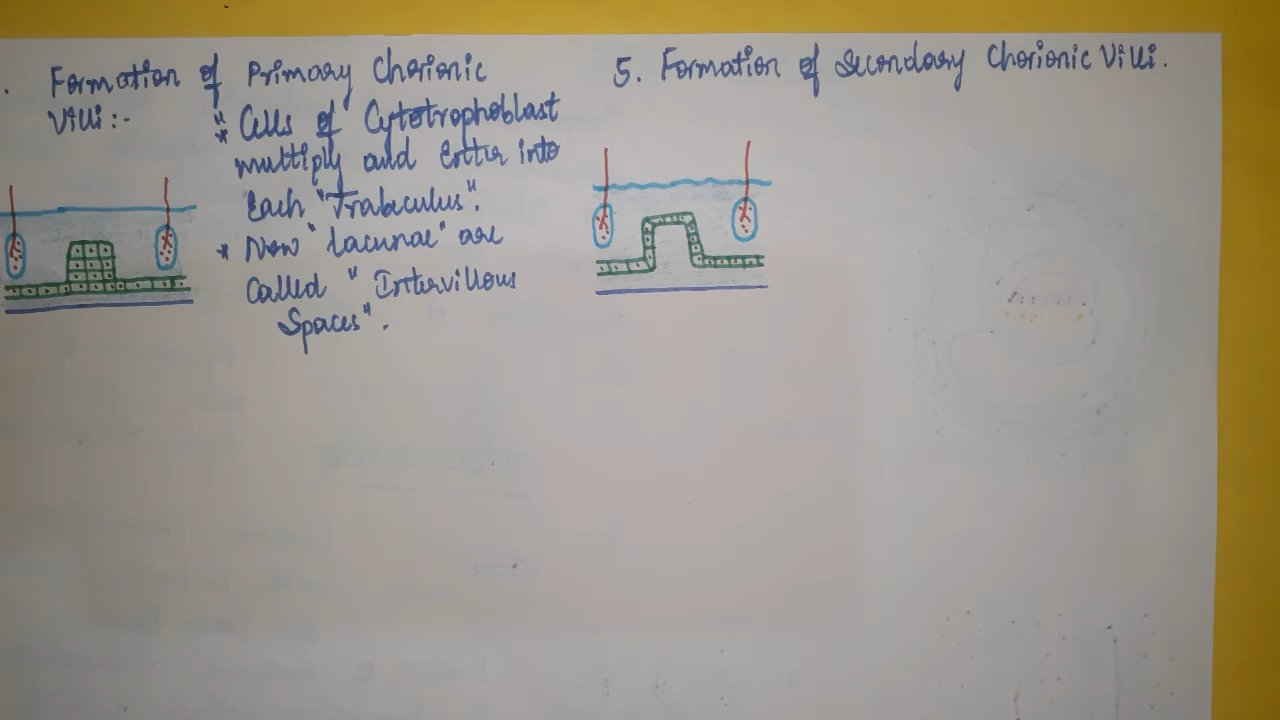 . Formation of Primary Chorionic
Villi:-
* Cells of Cytotrophoblast
multiply and Enter into
Each "Trabeculus".
* Now "lacunae" are
Called "Intervillous
Spaces".
5. Formation of Secondary Chorionic Villi.